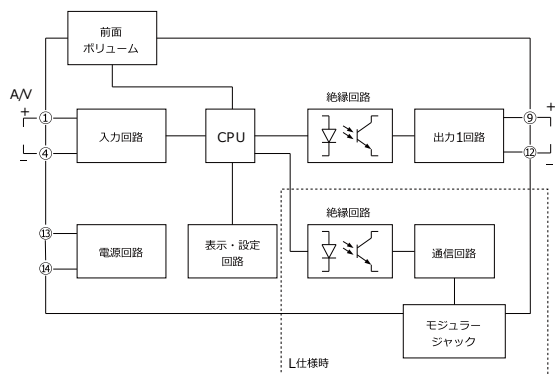 前面
ボリューム
A/V
+
①
④
−
入力回路
CPU
絶縁回路
出力1回路
⑨
+
⑫
−
⑬
⑭
電源回路
表示・設定
回路
絶縁回路
通信回路
モジュラー
ジャック
L仕様時